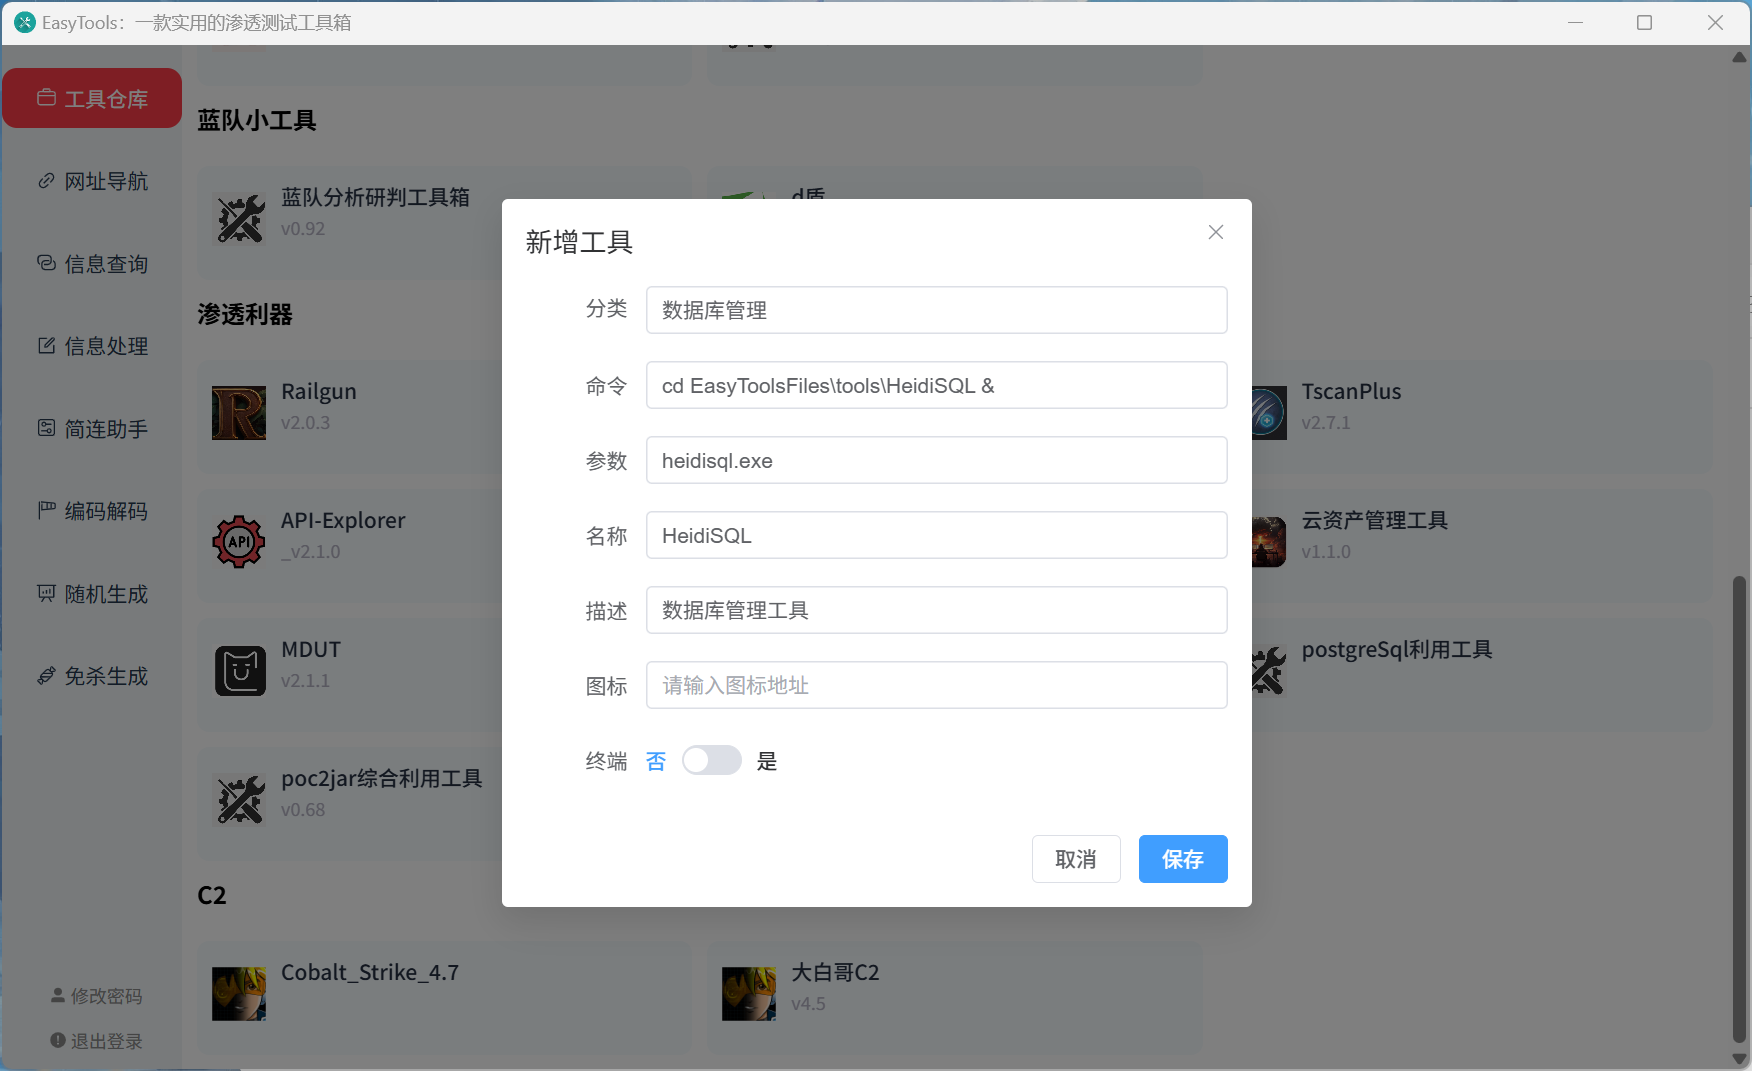 EasyTools：一款实用的渗透测试工具箱
工具仓库
网址导航
信息查询
信息处理
简连助手
编码解码
随机生成
免杀生成
修改密码
退出登录
蓝队小工具
蓝队分析研判工具箱
v0.92
d盾
渗透利器
Railgun
v2.0.3
TscanPlus
v2.7.1
API-Explorer
_v2.1.0
云资产管理工具
v1.1.0
MDUT
v2.1.1
postgreSql利用工具
poc2jar综合利用工具
v0.68
C2
Cobalt_Strike_4.7
大白哥C2
v4.5
新增工具
分类
数据库管理
命令
cd EasyToolsFiles\tools\HeidiSQL &
参数
heidisql.exe
名称
HeidiSQL
描述
数据库管理工具
图标
请输入图标地址
终端 否 是
取消
保存
API